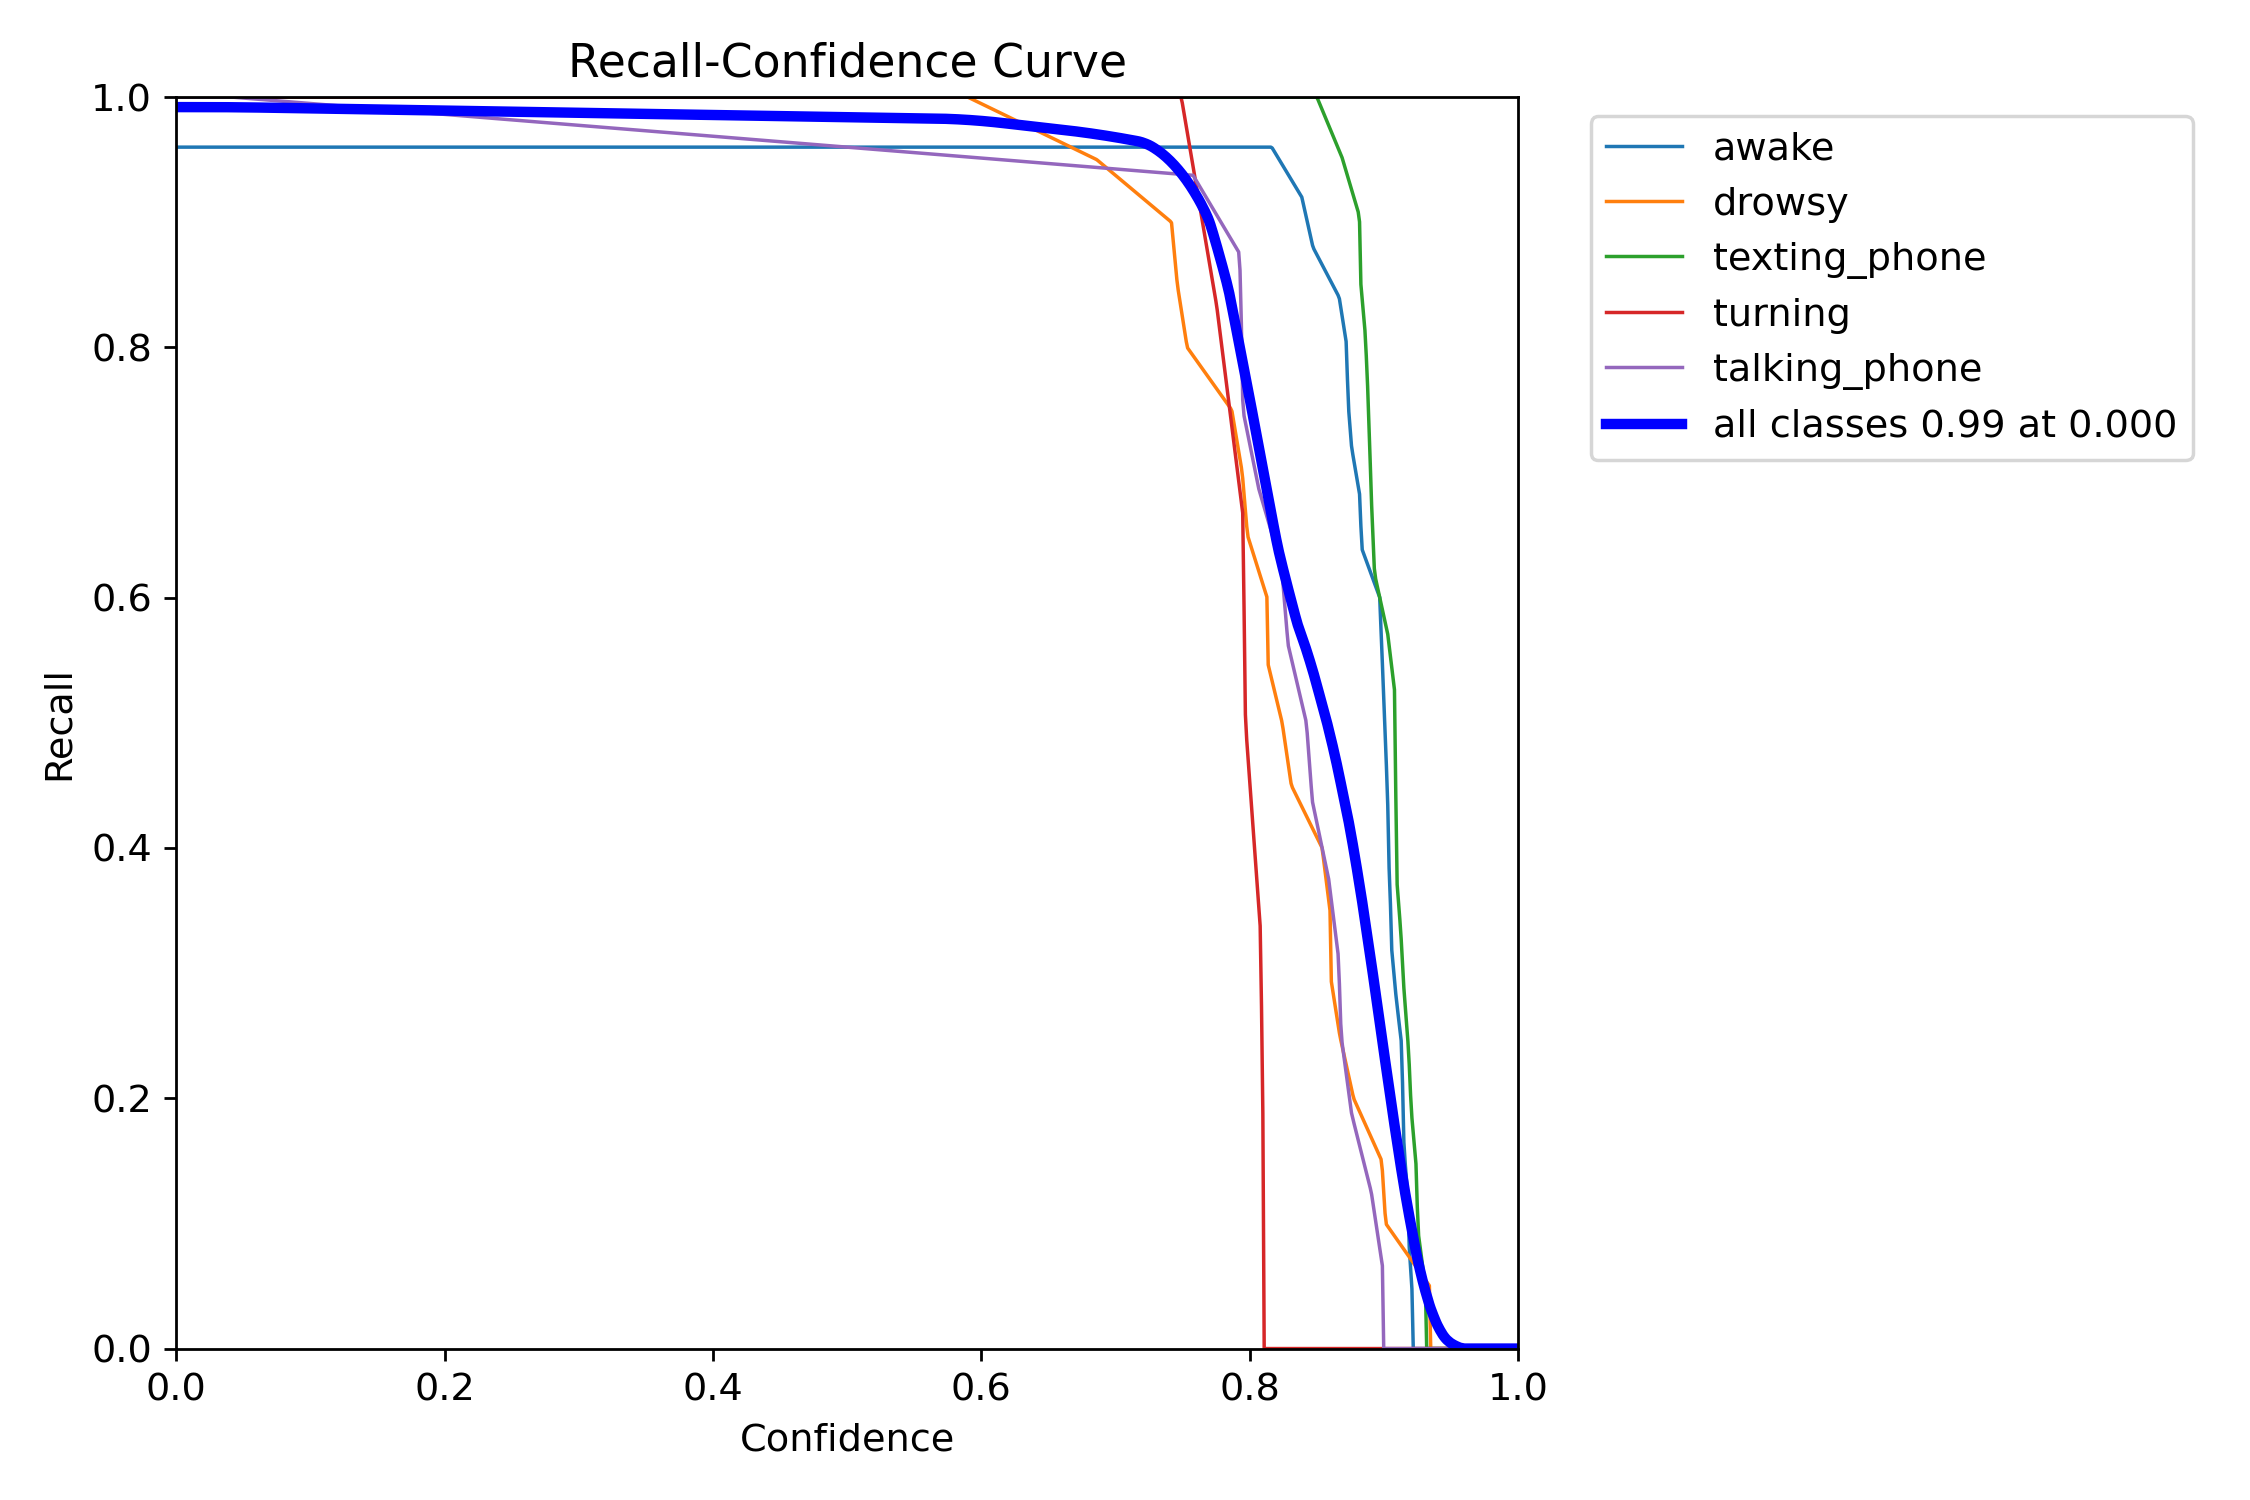 Recall-Confidence Curve
1.0
0.8
0.6
0.4
0.2
0.0
Recall
0.0 0.2 0.4 0.6 0.8 1.0
Confidence
awake
drowsy
texting_phone
turning
talking_phone
all classes 0.99 at 0.000